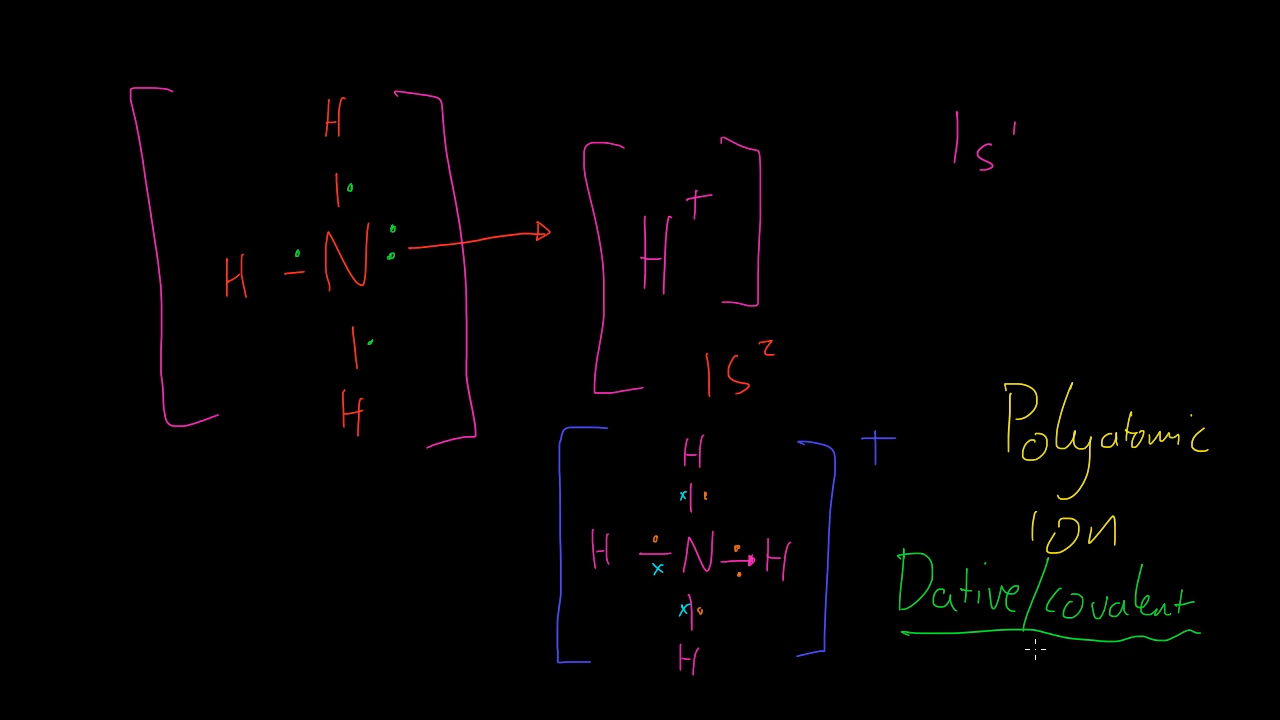 H
H - N
H
H⁺
1s¹
1s²
H
H - N → H
H
+
Polyatomic
ion
Dative/covalent